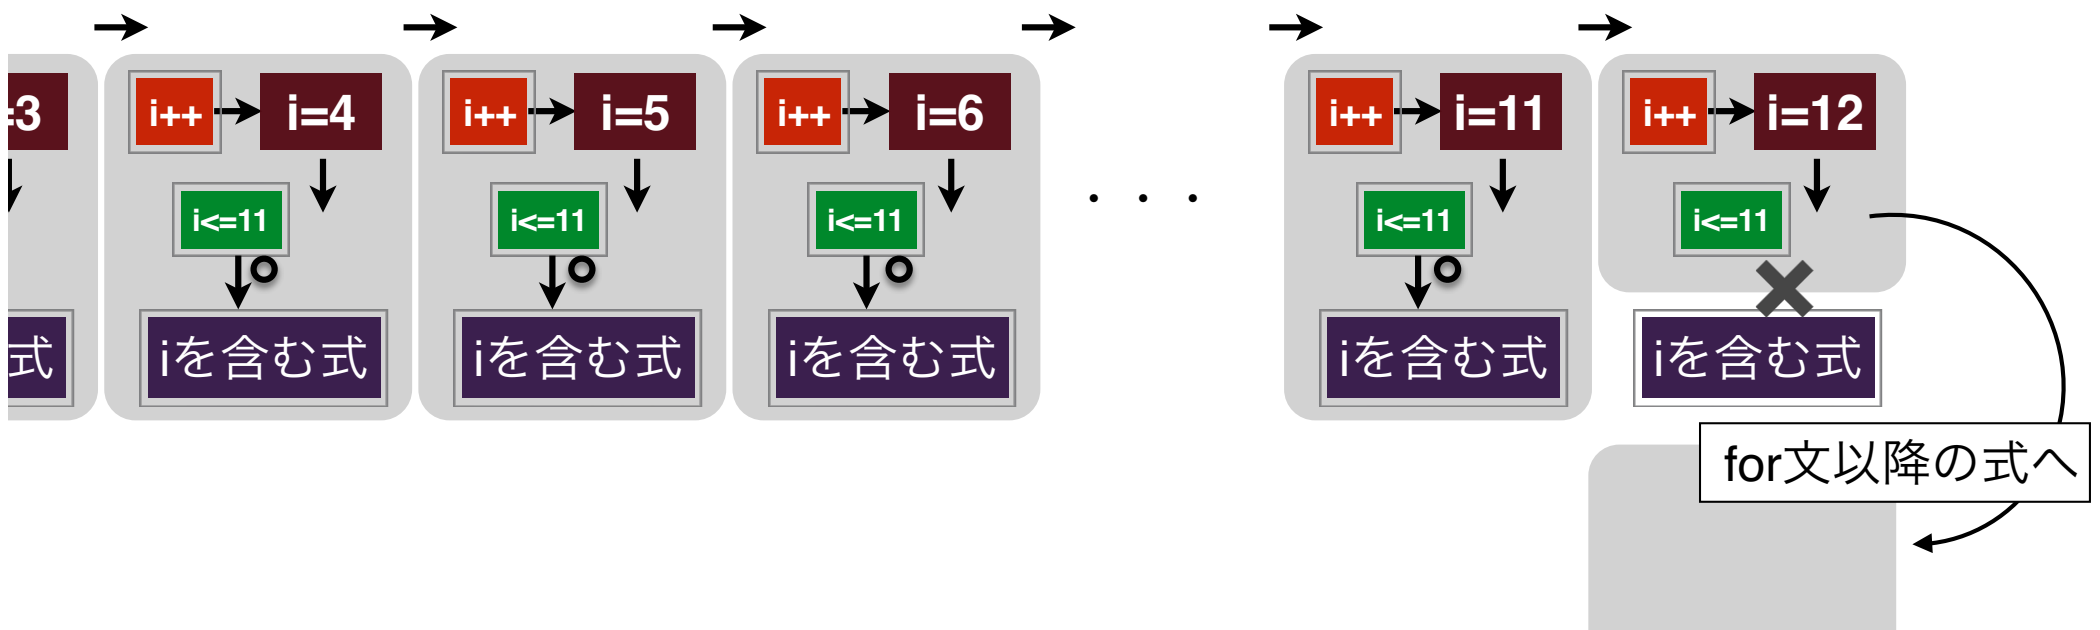 =3
i++
i=4
i++
i=5
i++
i=6
i++
i=11
i++
i=12
i<=11
i<=11
i<=11
. . .
i<=11
i<=11
式
iを含む式
iを含む式
iを含む式
iを含む式
iを含む式
for文以降の式へ